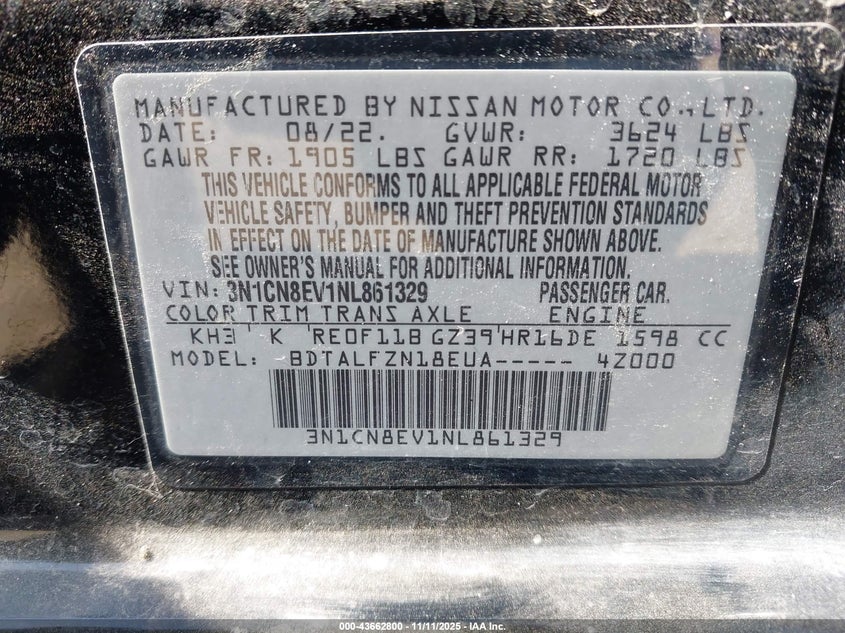 MANUFACTURED BY NISSAN MOTOR CO.,LTD.
DATE: 08/22. GVWR: 3624 LBS
GAWR FR: 1905 LBS GAWR RR: 1720 LBS
THIS VEHICLE CONFORMS TO ALL APPLICABLE FEDERAL MOTOR
VEHICLE SAFETY, BUMPER AND THEFT PREVENTION STANDARDS
IN EFFECT ON THE DATE OF MANUFACTURE SHOWN ABOVE.
SEE OWNER'S MANUAL FOR ADDITIONAL INFORMATION.
VIN: 3N1CN8EV1NL861329 PASSENGER CAR.
COLOR TRIM TRANS AXLE ENGINE
KH3 K RE0F11B GZ39 HR16DE 1598 CC
MODEL: BDTALFZN18EUA----- 4Z000
3N1CN8EV1NL861329
000-43662800 - 11/11/2025 - IAA Inc.